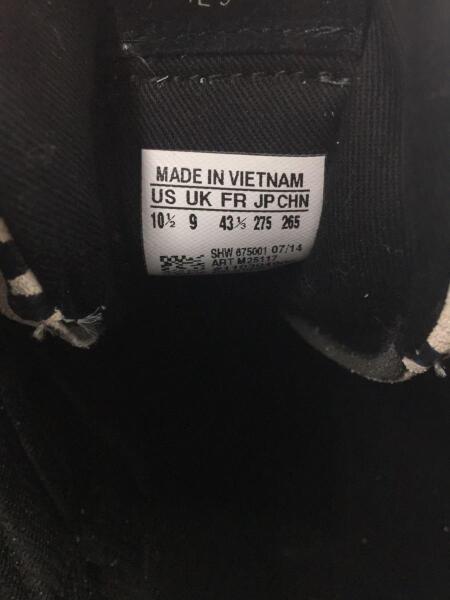 MADE IN VIETNAM
US UK FR JP CHN
10½ 9 43⅓ 275 265
SHW 675001 07/14
ART M25117